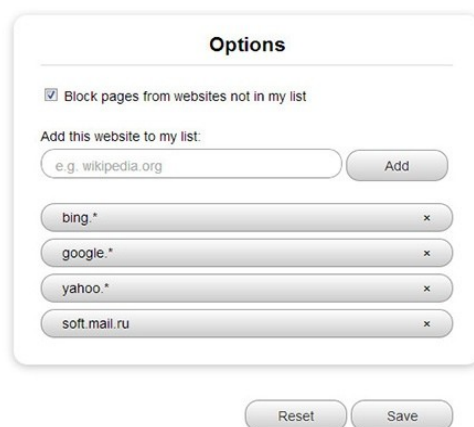 Options
Block pages from websites not in my list
Add this website to my list:
e.g. wikipedia.org
Add
bing.* ×
google.* ×
yahoo.* ×
soft.mail.ru ×
Reset Save